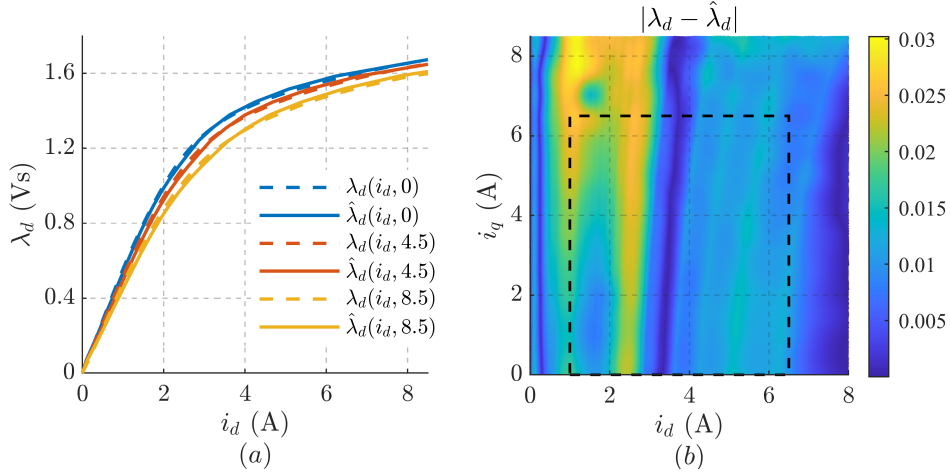 1.6
1.2
0.8
0.4
0
λ_d (Vs)
λ_d(i_d, 0)
λ̂_d(i_d, 0)
λ_d(i_d, 4.5)
λ̂_d(i_d, 4.5)
λ_d(i_d, 8.5)
λ̂_d(i_d, 8.5)
0 2 4 6 8
i_d (A)
(a)
|λ_d − λ̂_d|
8
6
4
2
0
i_q (A)
0 2 4 6 8
i_d (A)
(b)
0.03
0.025
0.02
0.015
0.01
0.005